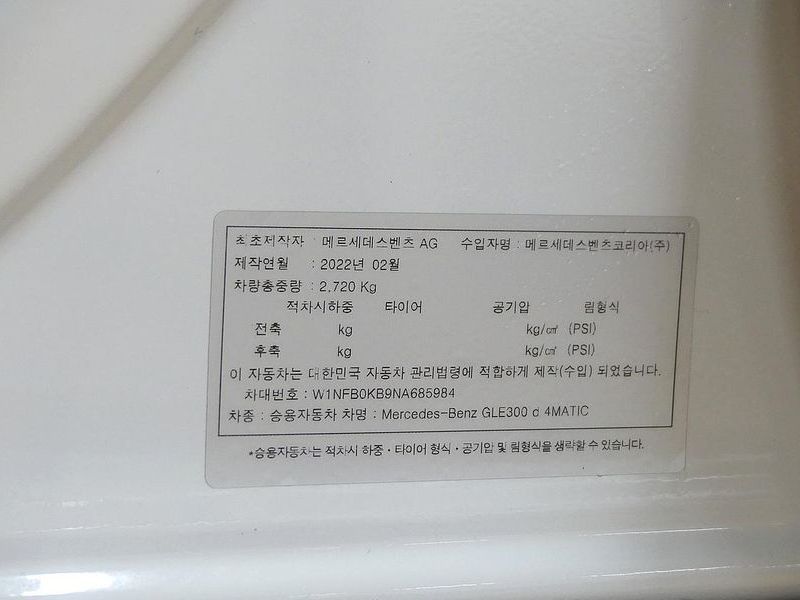 최초제작자 : 메르세데스벤츠 AG 수입자명 : 메르세데스벤츠코리아(주)
제작연월 : 2022년 02월
차량총중량 : 2,720 Kg
적차시하중 타이어 공기압 림형식
전축 kg kg/㎠ (PSI)
후축 kg kg/㎠ (PSI)
이 자동차는 대한민국 자동차 관리법령에 적합하게 제작(수입) 되었습니다.
차대번호 : W1NFB0KB9NA685984
차종 : 승용자동차 차명 : Mercedes-Benz GLE300 d 4MATIC
*승용자동차는 적차시 하중·타이어 형식·공기압 및 림형식을 생략할 수 있습니다.